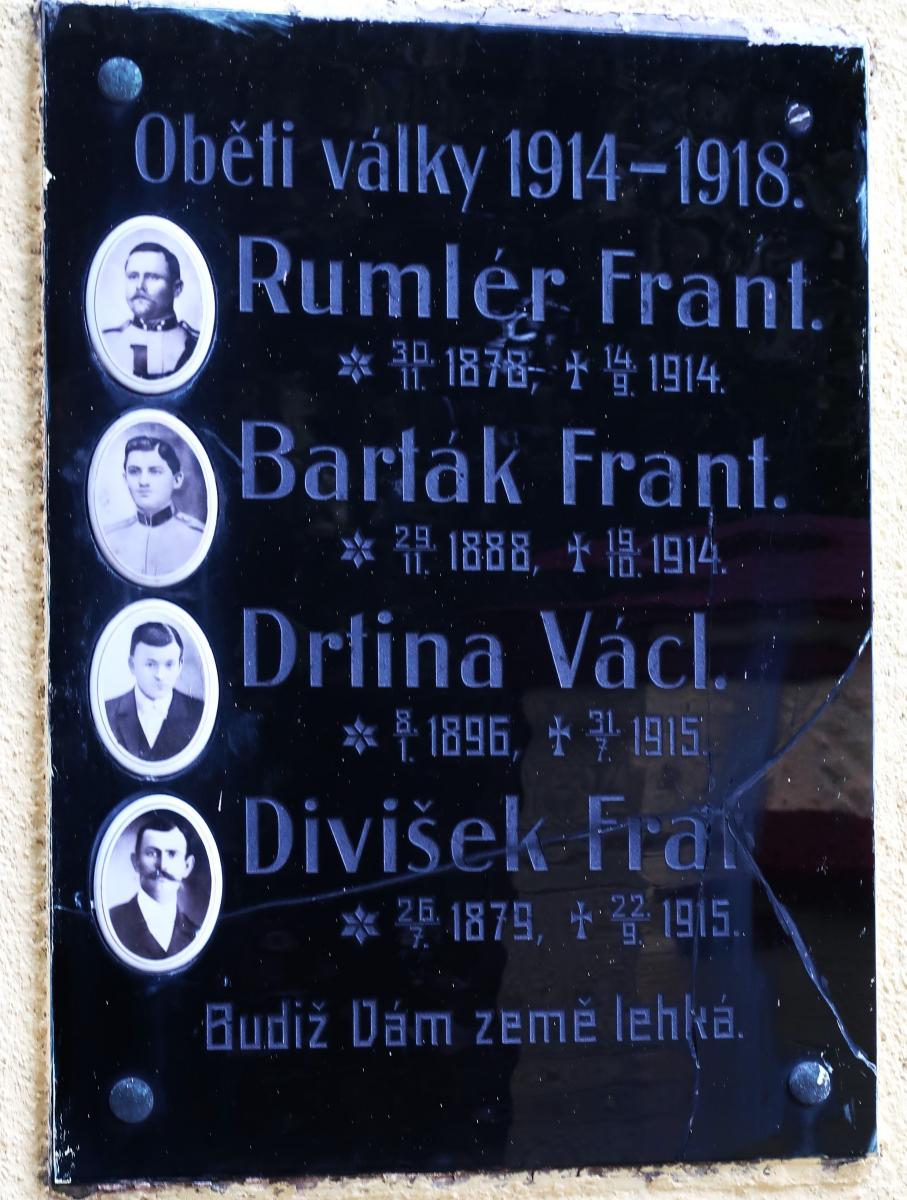 Oběti války 1914-1918.
Rumlér Frant.
* 30/11. 1878, ✝ 14/9. 1914.
Barták Frant.
* 29/11. 1888, ✝ 19/10. 1914.
Drtina Václ.
* 8/1. 1896, ✝ 31/7. 1915.
Divišek
* 26/7. 1879, ✝ 22/9. 1915.
Budiž Vám země lehká.